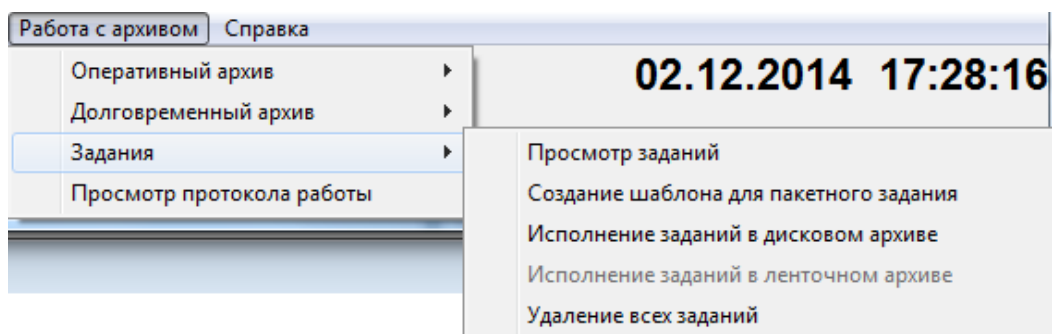 Работа с архивом Справка
02.12.2014 17:28:16
Оперативный архив
Долговременный архив
Задания
Просмотр протокола работы
Просмотр заданий
Создание шаблона для пакетного задания
Исполнение заданий в дисковом архиве
Исполнение заданий в ленточном архиве
Удаление всех заданий